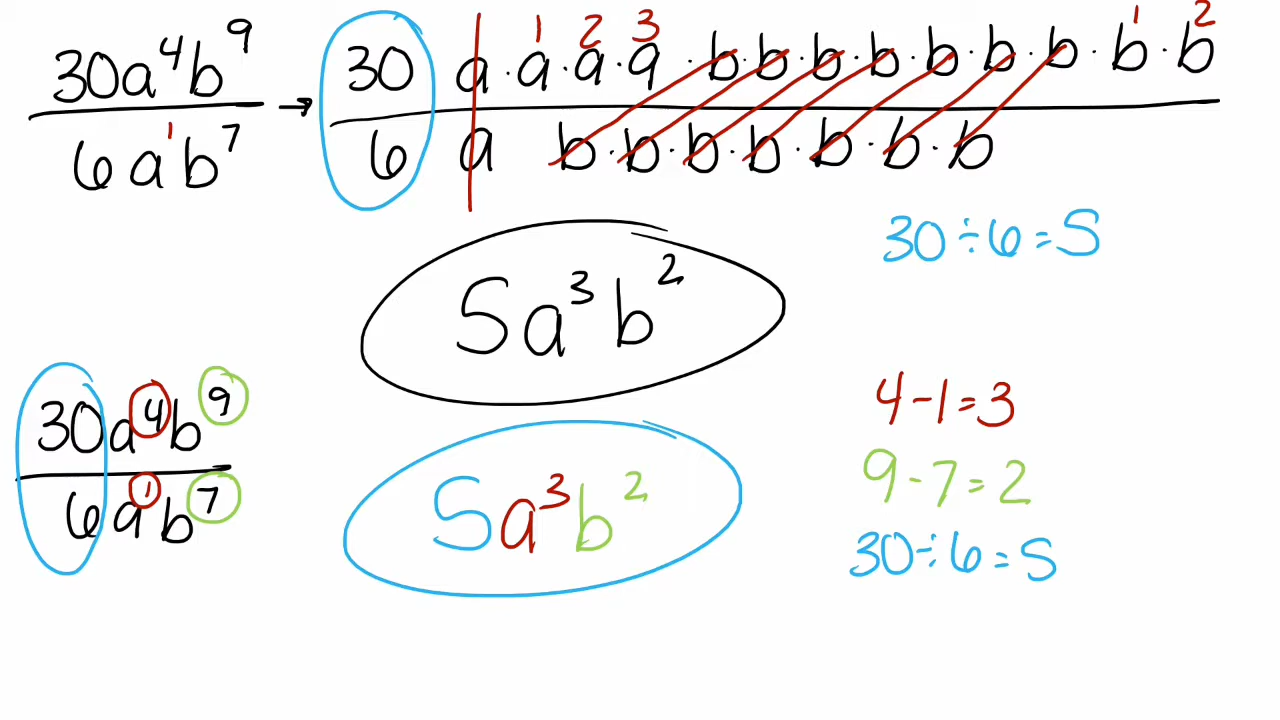 30a⁴b⁹ → 30 a · a · a · a · b · b · b · b · b · b · b · b · b
1 2 3 1 2
6a¹b⁷ 6 a b · b · b · b · b · b · b
30 ÷ 6 = 5
5a³b²
30a⁴b⁹
6a¹b⁷
5a³b²
4 - 1 = 3
9 - 7 = 2
30 ÷ 6 = 5